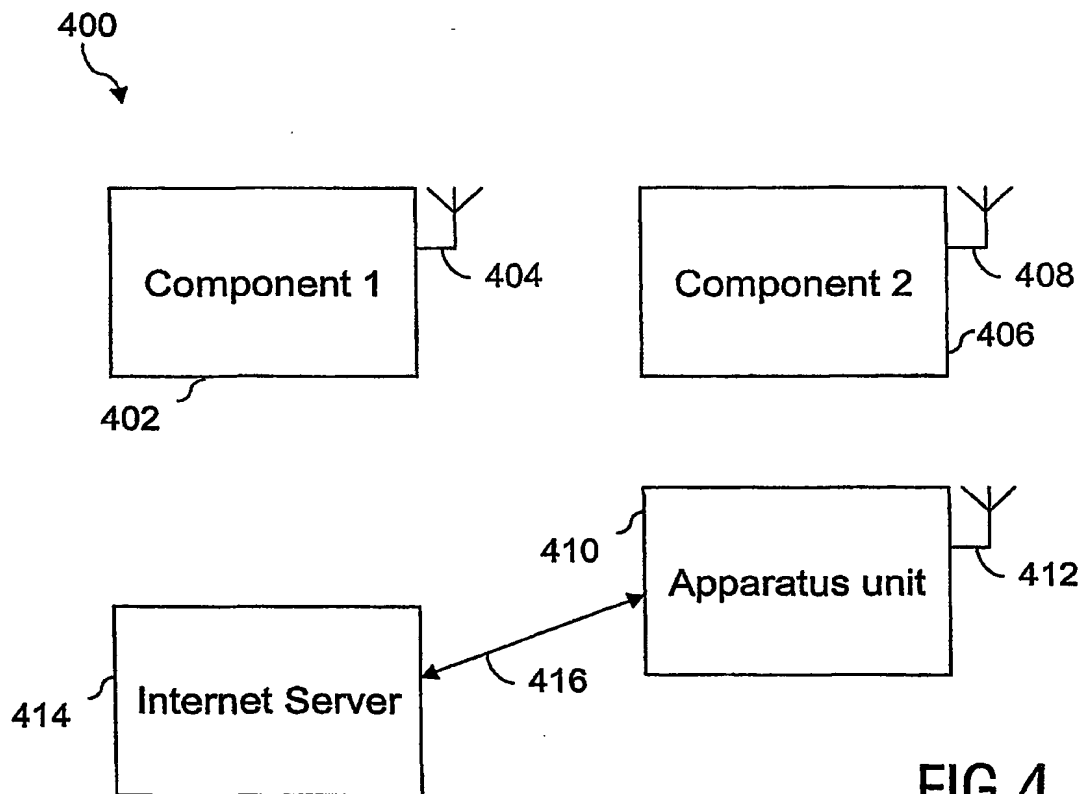 400
Component 1
404
402
Component 2
408
406
410
Apparatus unit
412
414
Internet Server
416
FIG 4